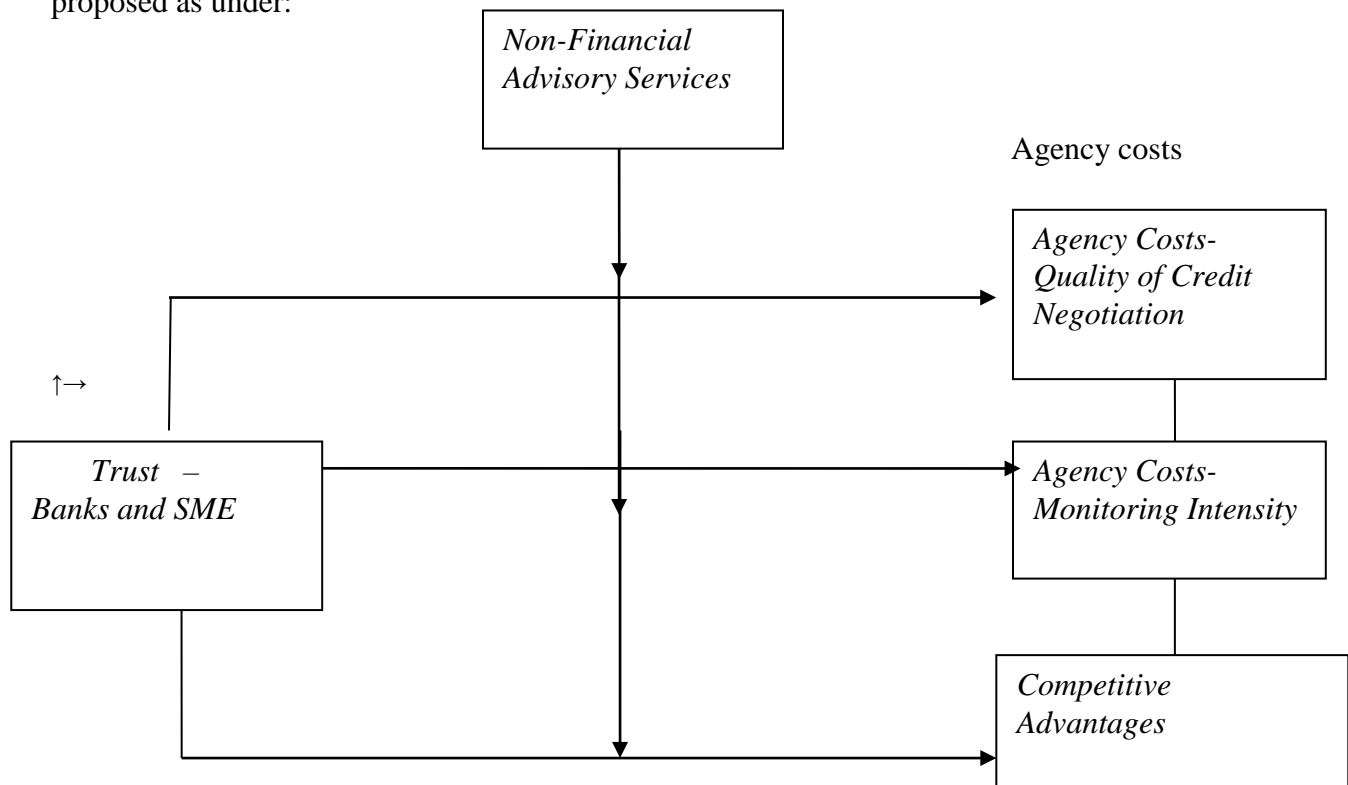 proposed as under:
Non-Financial
Advisory Services
Agency costs
Agency Costs-
Quality of Credit
Negotiation
↑→
Trust –
Banks and SME
Agency Costs-
Monitoring Intensity
Competitive
Advantages